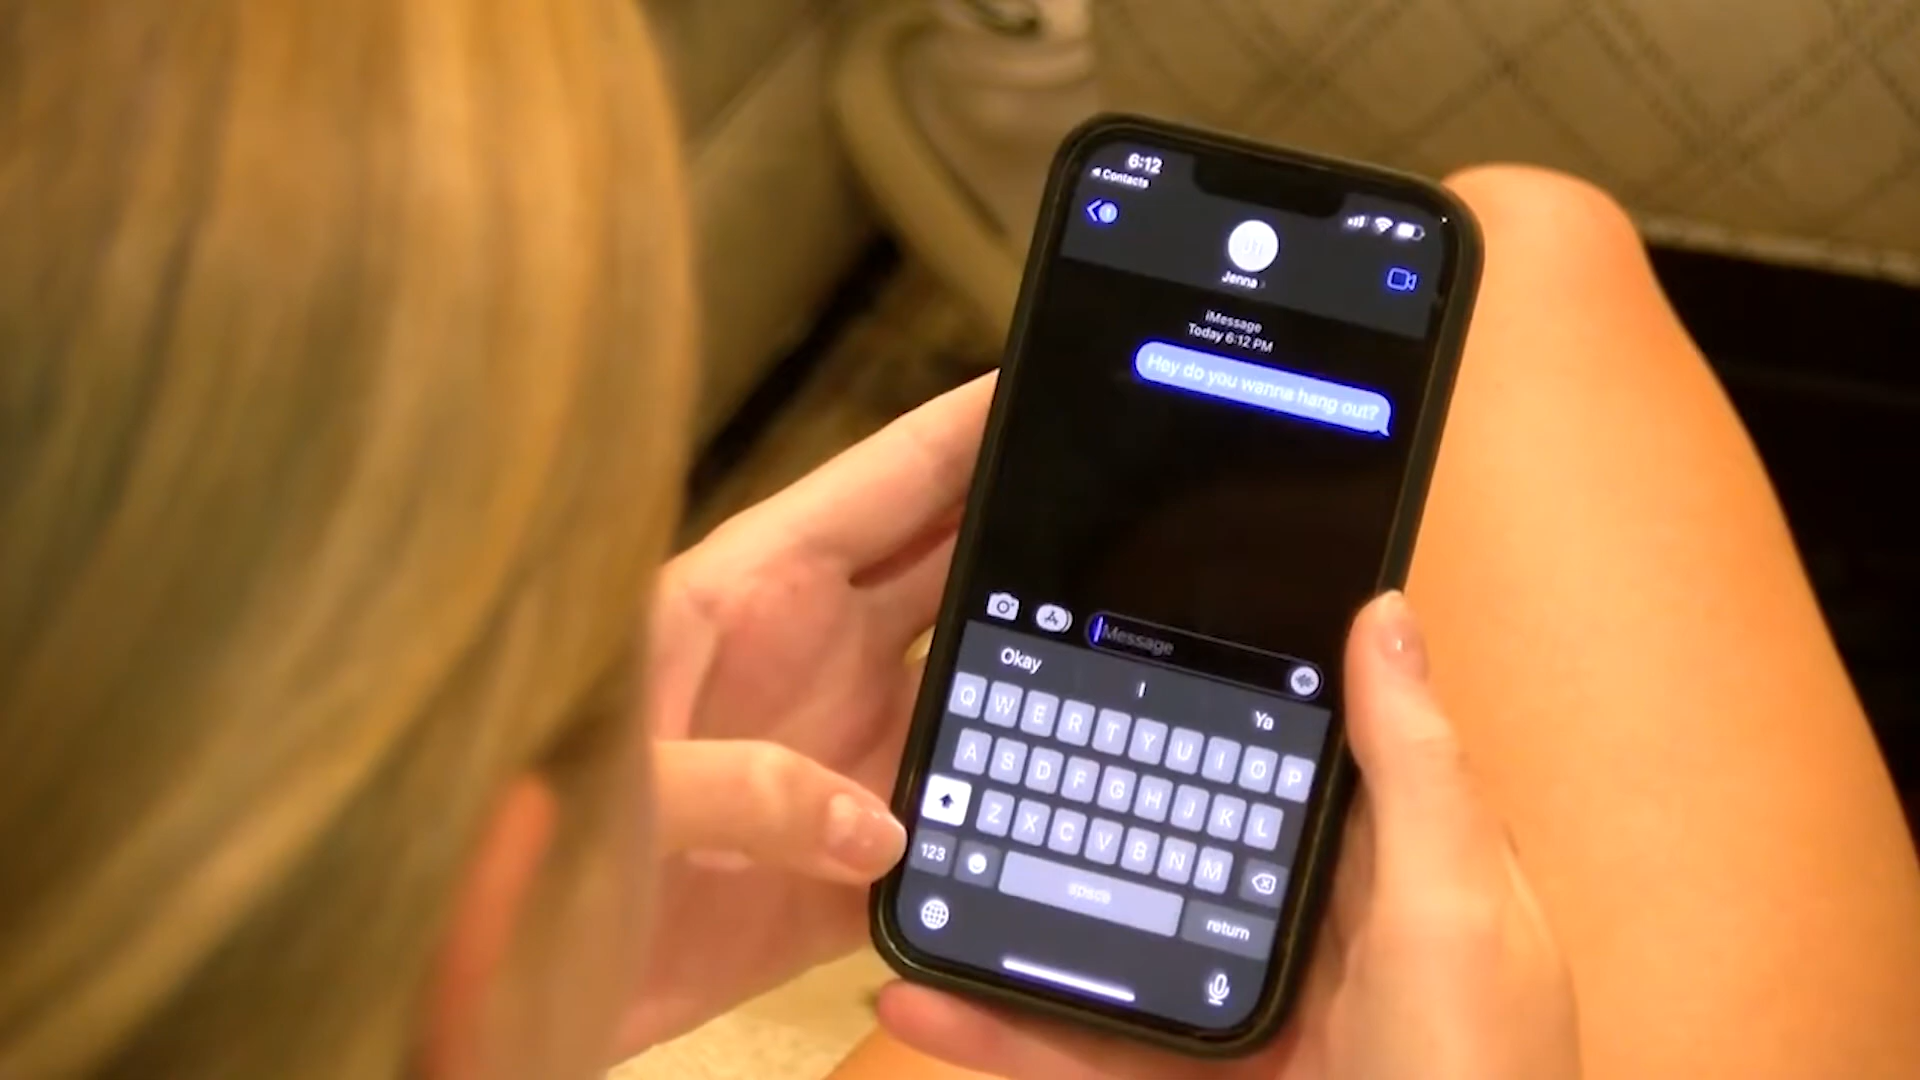 6:12
Contacts
1
Jenna
iMessage
Today 6:12 PM
Hey do you wanna hang out?
Message
Okay
I
Ya
Q W E R T Y U I O P
A S D F G H J K L
Z X C V B N M
123
space
return